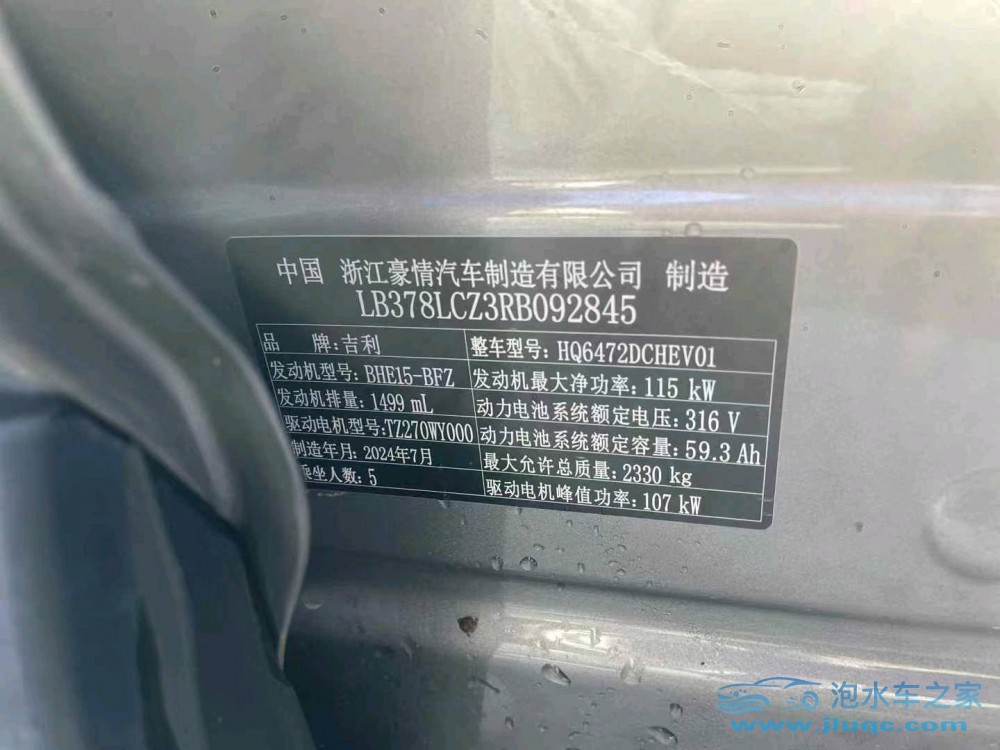 中国 浙江豪情汽车制造有限公司 制造
LB378LCZ3RB092845
品 牌:吉利 整车型号: HQ6472DCHEV01
发动机型号: BHE15-BFZ 发动机最大净功率: 115 kW
发动机排量: 1499 mL 动力电池系统额定电压: 316 V
驱动电机型号:TZ270WY000 动力电池系统额定容量: 59.3 Ah
制造年月: 2024年7月 最大允许总质量: 2330 kg
乘坐人数: 5 驱动电机峰值功率: 107 kW
泡水车之家
www.jluqc.com